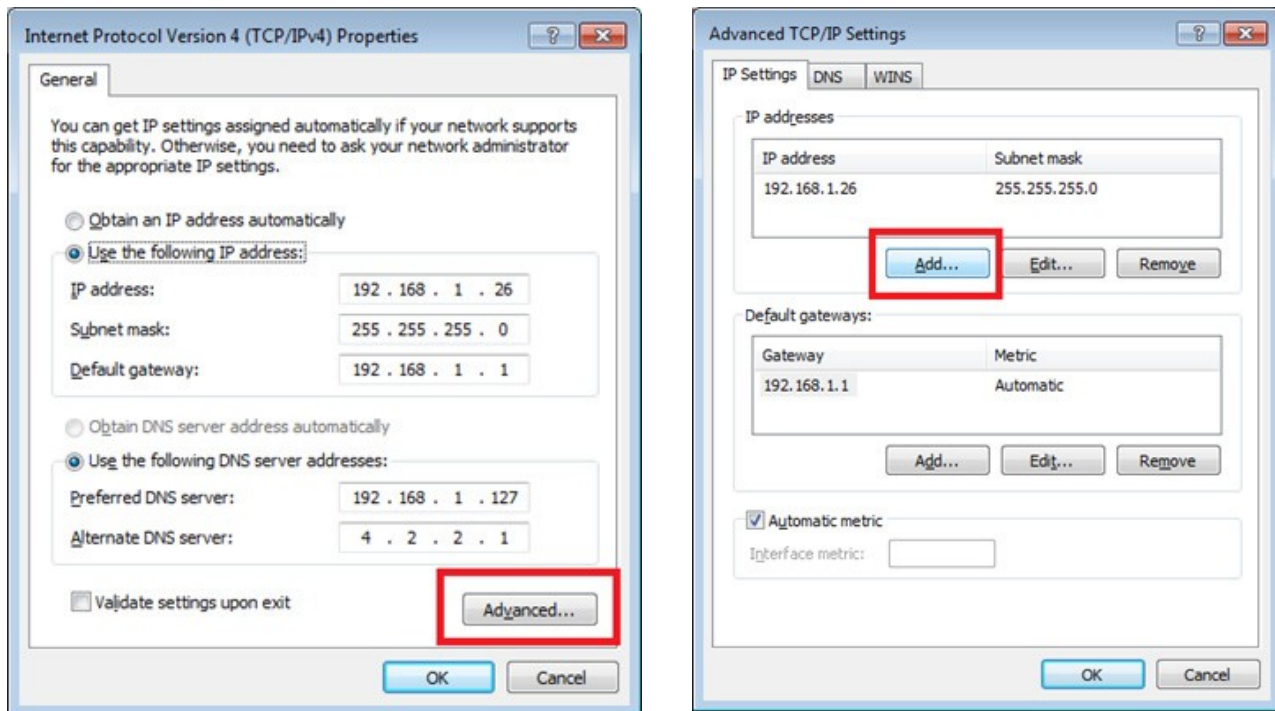 Internet Protocol Version 4 (TCP/IPv4) Properties
General
You can get IP settings assigned automatically if your network supports
this capability. Otherwise, you need to ask your network administrator
for the appropriate IP settings.
Obtain an IP address automatically
Use the following IP address:
IP address: 192 . 168 . 1 . 26
Subnet mask: 255 . 255 . 255 . 0
Default gateway: 192 . 168 . 1 . 1
Obtain DNS server address automatically
Use the following DNS server addresses:
Preferred DNS server: 192 . 168 . 1 . 127
Alternate DNS server: 4 . 2 . 2 . 1
Validate settings upon exit
Advanced...
OK Cancel
Advanced TCP/IP Settings
IP Settings DNS WINS
IP addresses
IP address Subnet mask
192.168.1.26 255.255.255.0
Add... Edit... Remove
Default gateways:
Gateway Metric
192.168.1.1 Automatic
Add... Edit... Remove
Automatic metric
Interface metric:
OK Cancel